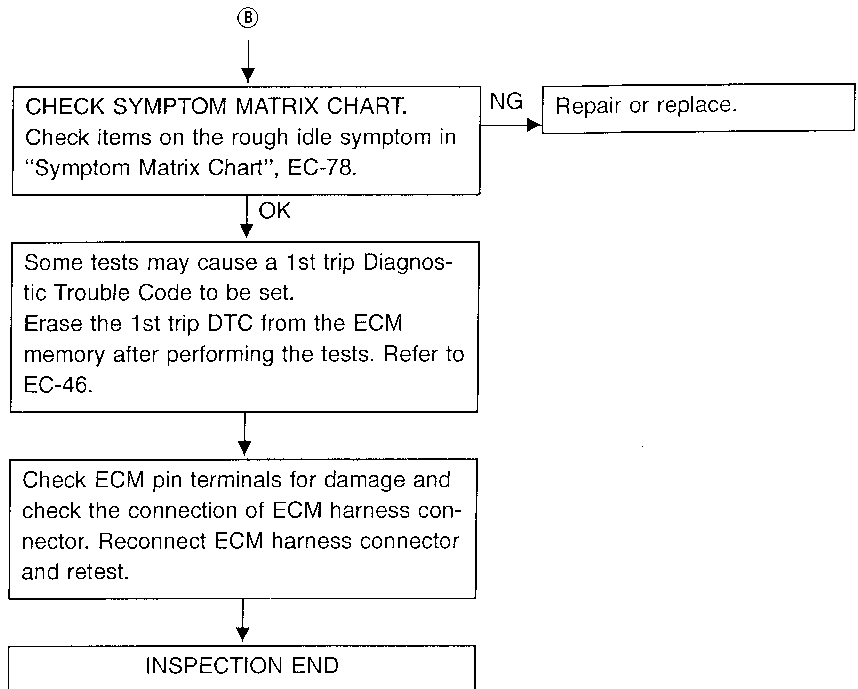 B
CHECK SYMPTOM MATRIX CHART.
Check items on the rough idle symptom in
"Symptom Matrix Chart", EC-78.
NG
Repair or replace.
OK
Some tests may cause a 1st trip Diagnos-
tic Trouble Code to be set.
Erase the 1st trip DTC from the ECM
memory after performing the tests. Refer to
EC-46.
Check ECM pin terminals for damage and
check the connection of ECM harness con-
nector. Reconnect ECM harness connector
and retest.
INSPECTION END